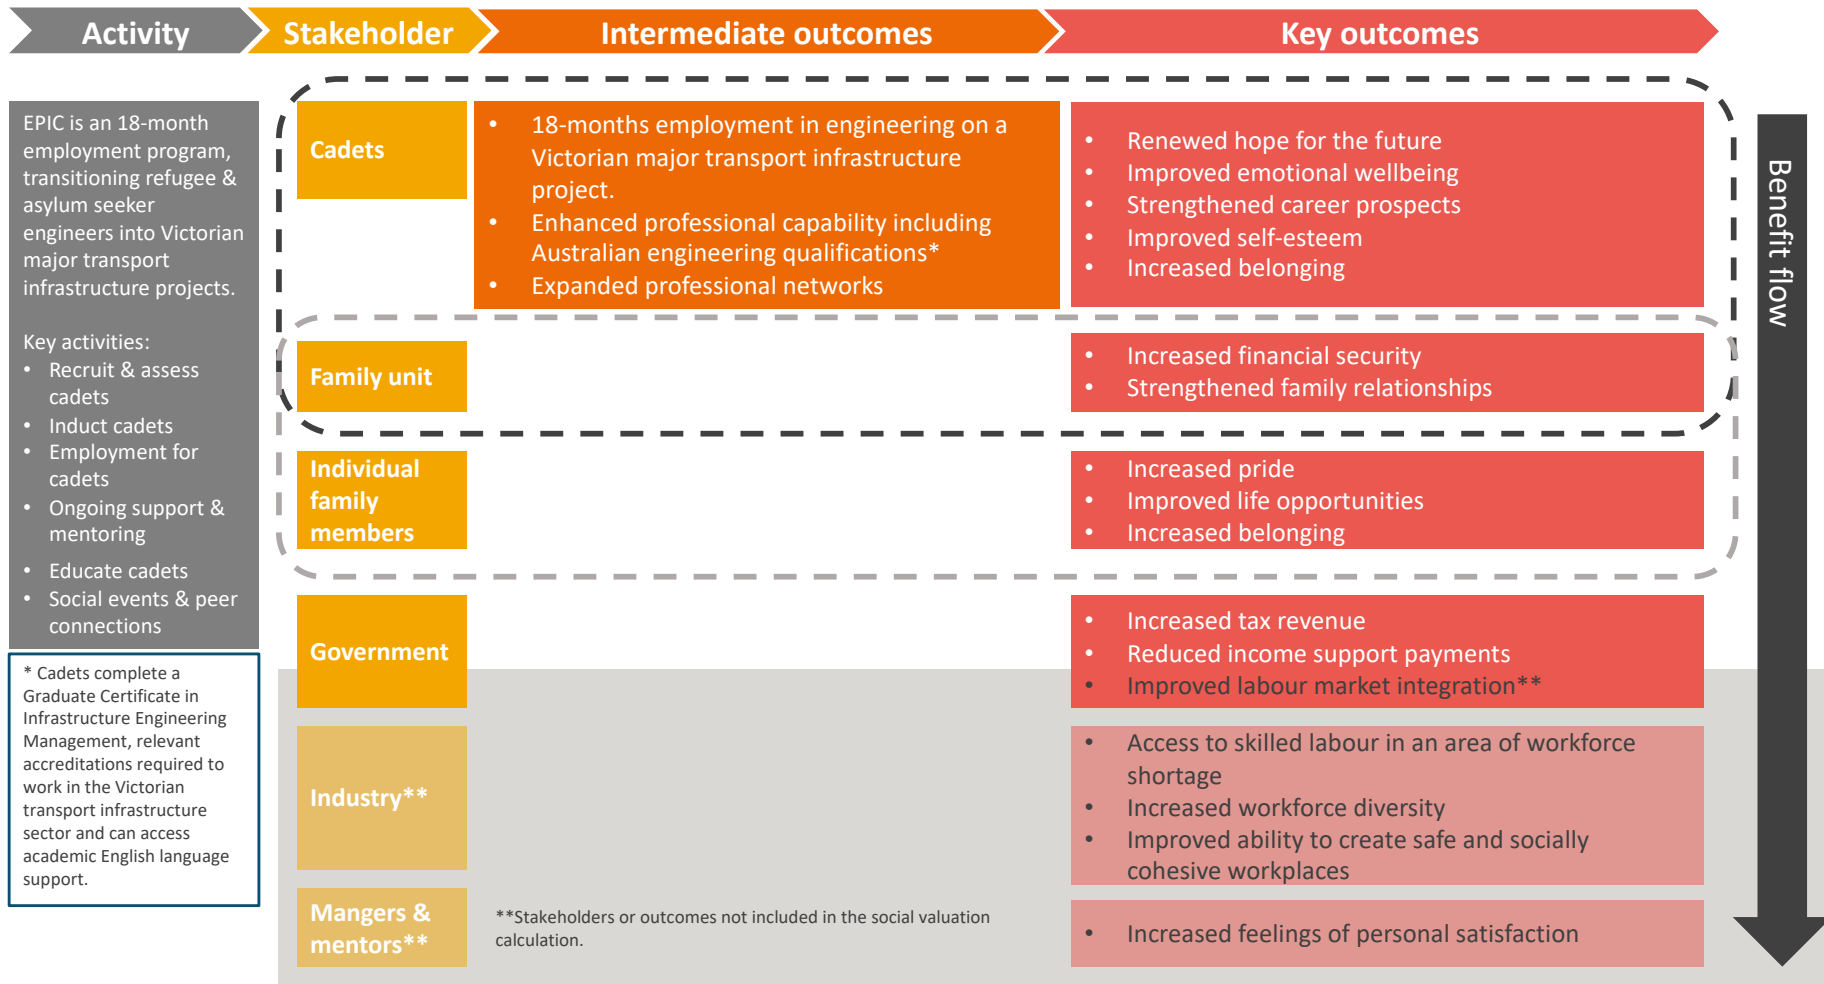 Activity
Stakeholder
Intermediate outcomes
Key outcomes
EPIC is an 18-month
employment program,
transitioning refugee &
asylum seeker
engineers into Victorian
major transport
infrastructure projects.
Key activities:
• Recruit & assess
cadets
• Induct cadets
• Employment for
cadets
• Ongoing support &
mentoring
• Educate cadets
• Social events & peer
connections
* Cadets complete a
Graduate Certificate in
Infrastructure Engineering
Management, relevant
accreditations required to
work in the Victorian
transport infrastructure
sector and can access
academic English language
support.
Cadets
• 18-months employment in engineering on a
Victorian major transport infrastructure
project.
• Enhanced professional capability including
Australian engineering qualifications*
• Expanded professional networks
• Renewed hope for the future
• Improved emotional wellbeing
• Strengthened career prospects
• Improved self-esteem
• Increased belonging
Family unit
• Increased financial security
• Strengthened family relationships
Individual
family
members
• Increased pride
• Improved life opportunities
• Increased belonging
Government
• Increased tax revenue
• Reduced income support payments
• Improved labour market integration**
Industry**
• Access to skilled labour in an area of workforce
shortage
• Increased workforce diversity
• Improved ability to create safe and socially
cohesive workplaces
Mangers &
mentors**
**Stakeholders or outcomes not included in the social valuation
calculation.
• Increased feelings of personal satisfaction
Benefit flow